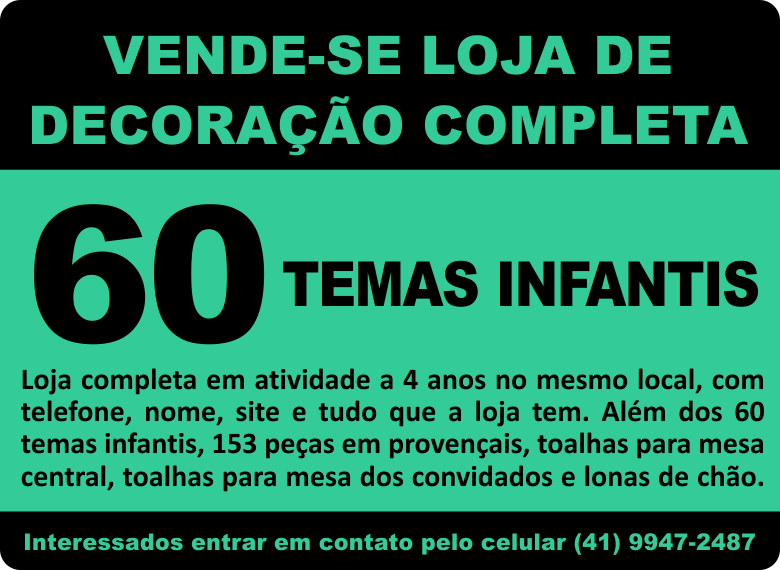 VENDE-SE LOJA DE
DECORAÇÃO COMPLETA
60 TEMAS INFANTIS
Loja completa em atividade a 4 anos no mesmo local, com
telefone, nome, site e tudo que a loja tem. Além dos 60
temas infantis, 153 peças em provençais, toalhas para mesa
central, toalhas para mesa dos convidados e lonas de chão.
Interessados entrar em contato pelo celular (41) 9947-2487